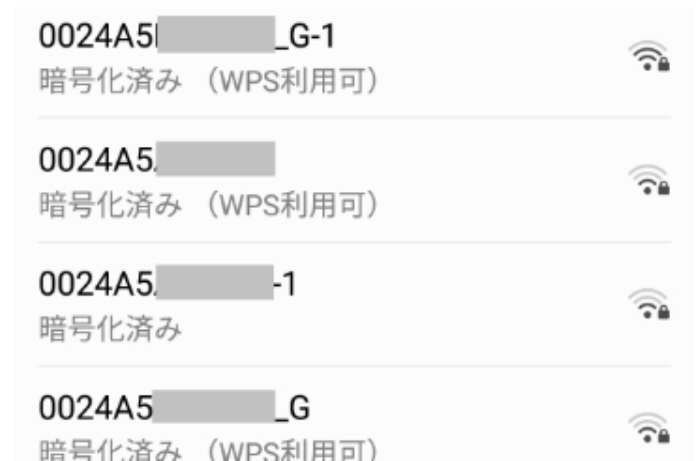 0024A5 _G-1
暗号化済み （WPS利用可）
0024A5
暗号化済み （WPS利用可）
0024A5 -1
暗号化済み
0024A5 _G
暗号化済み （WPS利用可）